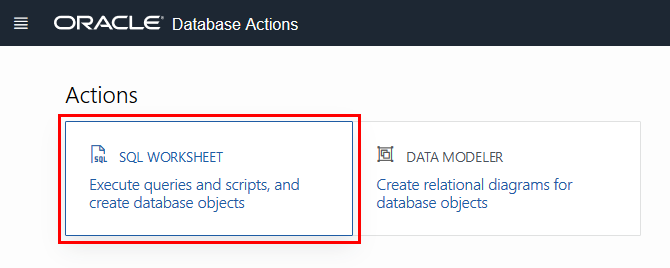 ORACLE Database Actions
Actions
SQL
SQL WORKSHEET
Execute queries and scripts, and
create database objects
DATA MODELER
Create relational diagrams for
database objects